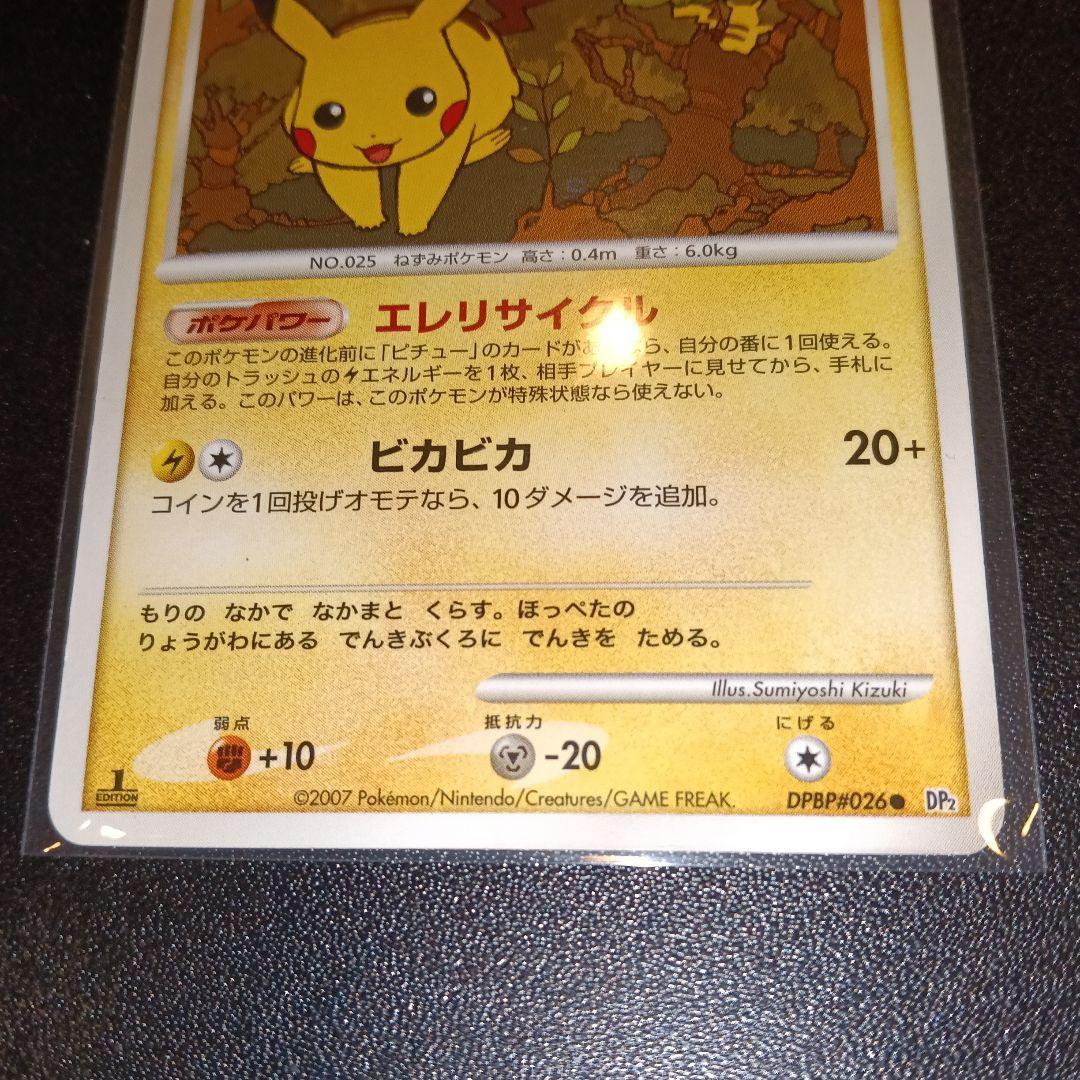 NO.025 ねずみポケモン 高さ：0.4m 重さ：6.0kg
ポケパワー エレリサイクル
このポケモンの進化前に「ピチュー」のカードがあ ら、自分の番に1回使える。
自分のトラッシュの エネルギーを1枚、相手プレイヤーに見せてから、手札に
加える。このパワーは、このポケモンが特殊状態なら使えない。
ビカビカ 20+
コインを1回投げオモテなら、10ダメージを追加。
もりの なかで なかまと くらす。ほっぺたの
りょうがわにある でんきぶくろに でんきを ためる。
Illus.Sumiyoshi Kizuki
弱点 抵抗力 にげる
+10 -20
1 EDITION
©2007 Pokémon/Nintendo/Creatures/GAME FREAK. DPBP#026● DP2